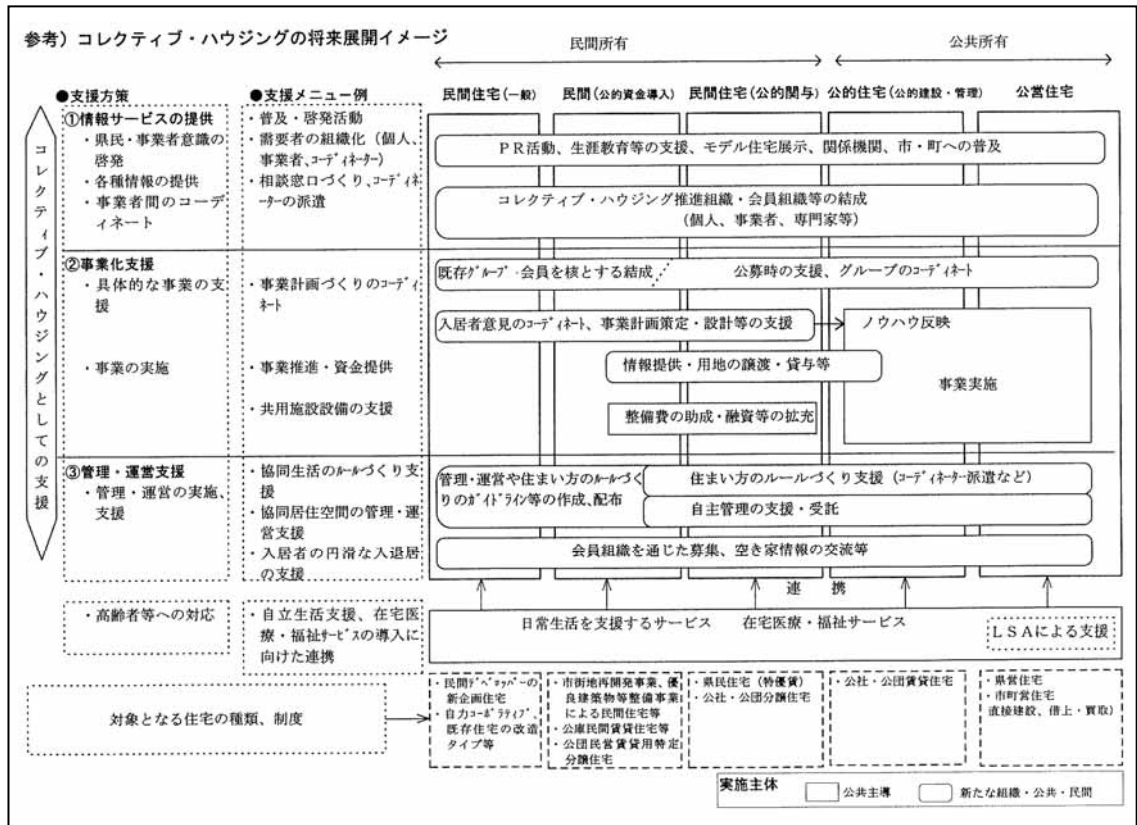 参考）コレクティブ・ハウジングの将来展開イメージ
民間所有
公共所有
●支援方策
●支援メニュー例
民間住宅（一般）
民間（公的資金導入）
民間住宅（公的関与）
公的住宅（公的建設・管理）
公営住宅
コレクティブ・ハウジングとしての支援
①情報サービスの提供
・県民・事業者意識の
啓発
・各種情報の提供
・事業者間のコーデ
ィネート
・普及・啓発活動
・需要者の組織化（個人、
事業者、ｺｰﾃﾞｨﾈｰﾀｰ）
・相談窓口づくり、ｺｰﾃﾞｨﾈ
ｰﾀｰの派遣
ＰＲ活動、生涯教育等の支援、モデル住宅展示、関係機関、市・町への普及
コレクティブ・ハウジング推進組織・会員組織等の結成
（個人、事業者、専門家等）
②事業化支援
・具体的な事業の支
援
・事業の実施
・事業計画づくりのｺｰﾃﾞｨ
ﾈｰﾄ
・事業推進・資金提供
・共用施設設備の支援
既存ｸﾞﾙｰﾌﾟ・会員を核とする結成
公募時の支援、グループのｺｰﾃﾞｨﾈｰﾄ
入居者意見のｺｰﾃﾞｨﾈｰﾄ、事業計画策定・設計等の支援
ノウハウ反映
情報提供・用地の譲渡・貸与等
事業実施
整備費の助成・融資等の拡充
③管理・運営支援
・管理・運営の実施、
支援
・協同生活のﾙｰﾙづくり支
援
・協同居住空間の管理・運
営支援
・入居者の円滑な入退居
の支援
管理・運営や住まい方のﾙｰﾙづく
りのｶﾞｲﾄﾞﾗｲﾝ等の作成、配布
住まい方のルールづくり支援（ｺｰﾃﾞｨﾈｰﾀｰ派遣など）
自主管理の支援・受託
会員組織を通じた募集、空き家情報の交流等
連　携
・高齢者等への対応
・自立生活支援、在宅医
療・福祉ｻｰﾋﾞｽの導入に
向けた連携
日常生活を支援するサービス　在宅医療・福祉サービス
ＬＳＡによる支援
対象となる住宅の種類、制度
・民間ﾃﾞﾍﾞﾛｯﾊﾟｰの
新企画住宅
・自力ｺｰﾎﾟﾗﾃｨﾌﾞ、
既存住宅の改造
タイプ等
・市街地再開発事業、優
良建築物等整備事業
による民間住宅等
・公庫民間賃貸住宅等
・公団民営賃貸用特定
分譲住宅
・県民住宅（特優賃）
・公社・公団分譲住宅
・公社・公団賃貸住宅
・県営住宅
・市町営住宅
直接建設、借上・買取）
実施主体
公共主導
新たな組織・公共・民間